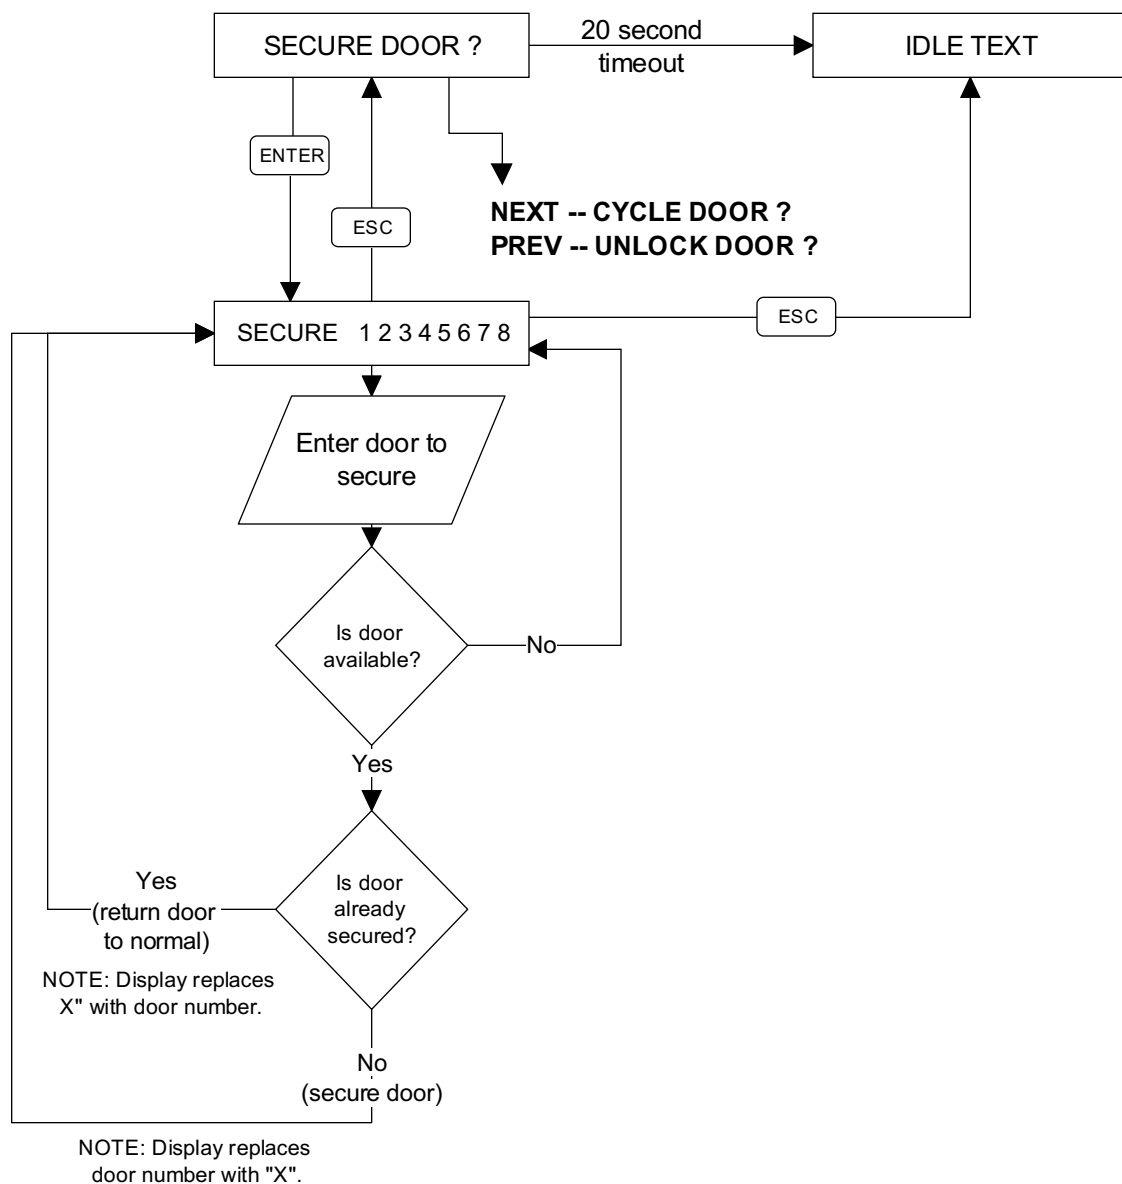 SECURE DOOR ?
20 second
timeout
IDLE TEXT
ENTER
ESC
NEXT -- CYCLE DOOR ?
PREV -- UNLOCK DOOR ?
SECURE 1 2 3 4 5 6 7 8
ESC
Enter door to
secure
Is door
available?
No
Yes
Is door
already
secured?
Yes
(return door
to normal)
NOTE: Display replaces
X" with door number.
No
(secure door)
NOTE: Display replaces
door number with "X".